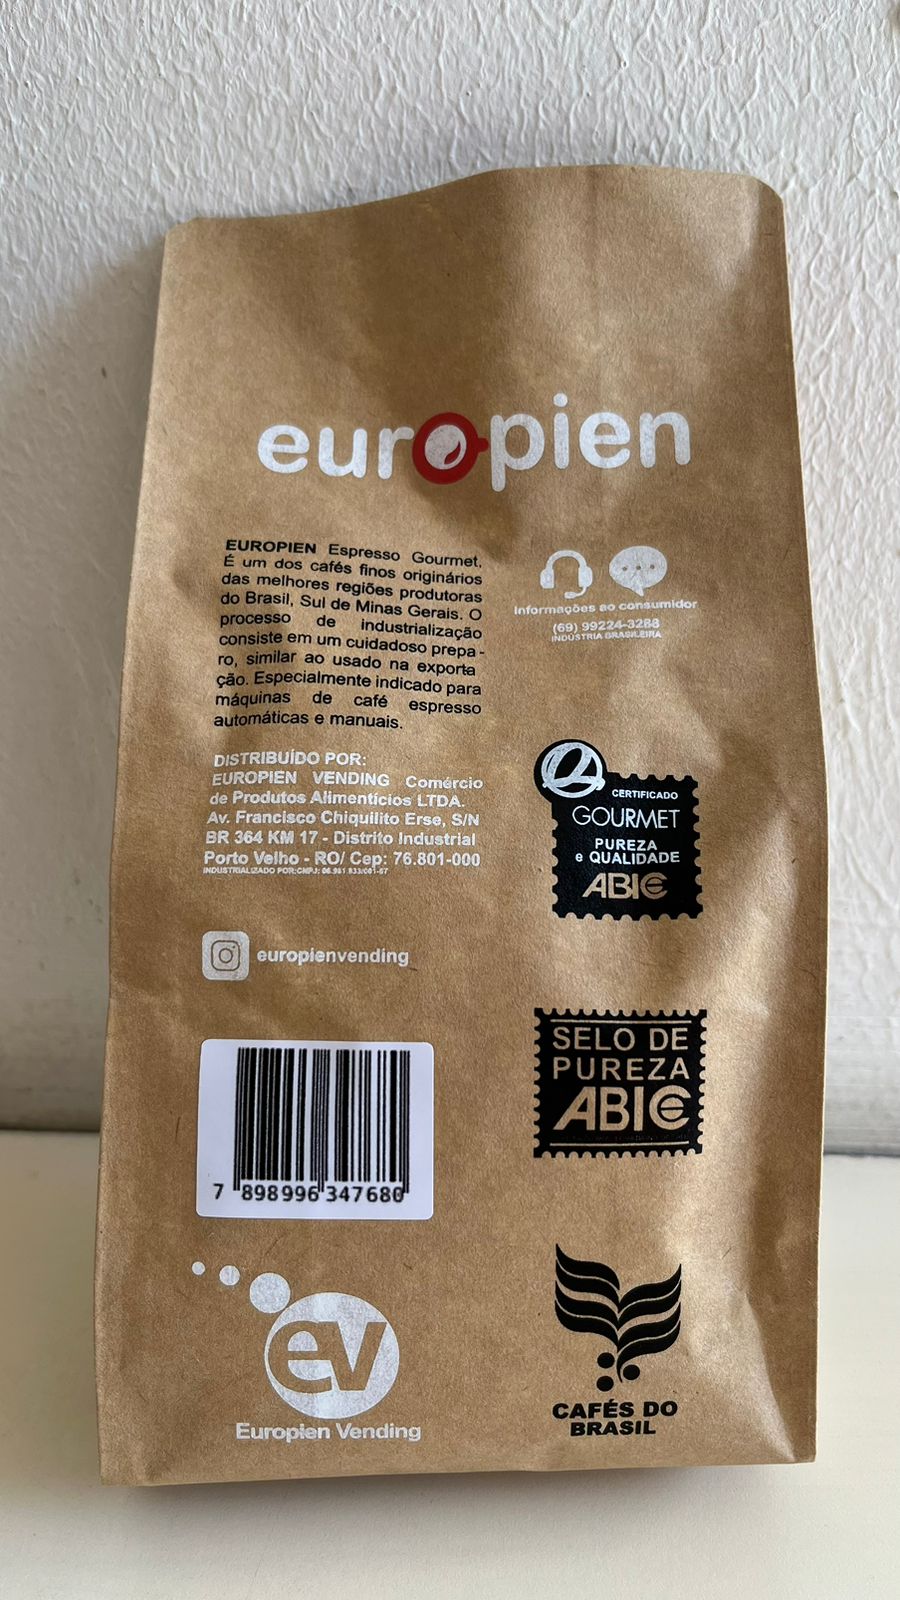 europien
EUROPIEN Espresso Gourmet.
É um dos cafés finos originários
das melhores regiões produtoras
do Brasil, Sul de Minas Gerais. O
processo de industrialização
consiste em um cuidadoso prepa-
ro, similar ao usado na exporta
ção. Especialmente indicado para
máquinas de café espresso
automáticas e manuais.
DISTRIBUÍDO POR:
EUROPIEN VENDING Comércio
de Produtos Alimentícios LTDA.
Av. Francisco Chiquilito Erse, S/N
BR 364 KM 17 - Distrito Industrial
Porto Velho - RO/ Cep: 76.801-000
INDUSTRIALIZADO POR:CNPJ:
europienvending
7 898996 347680
ev
Europien Vending
Informações ao consumidor
(69) 99224-3288
INDÚSTRIA BRASILEIRA
CERTIFICADO
GOURMET
PUREZA
e QUALIDADE
ABIC
SELO DE
PUREZA
ABIC
CAFÉS DO
BRASIL